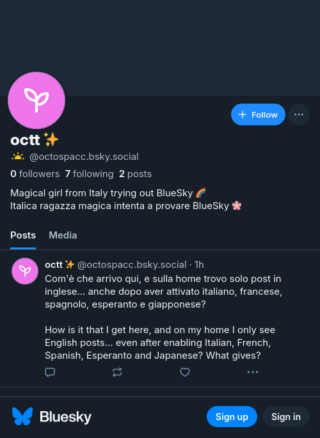 + Follow
octt ✨
@octospacc.bsky.social
0 followers 7 following 2 posts
Magical girl from Italy trying out BlueSky 🌈
Italica ragazza magica intenta a provare BlueSky 🌸
Posts Media
octt ✨ @octospacc.bsky.social · 1h
Com'è che arrivo qui, e sulla home trovo solo post in
inglese... anche dopo aver attivato italiano, francese,
spagnolo, esperanto e giapponese?
How is it that I get here, and on my home I only see
English posts... even after enabling Italian, French,
Spanish, Esperanto and Japanese? What gives?
Bluesky Sign up Sign in